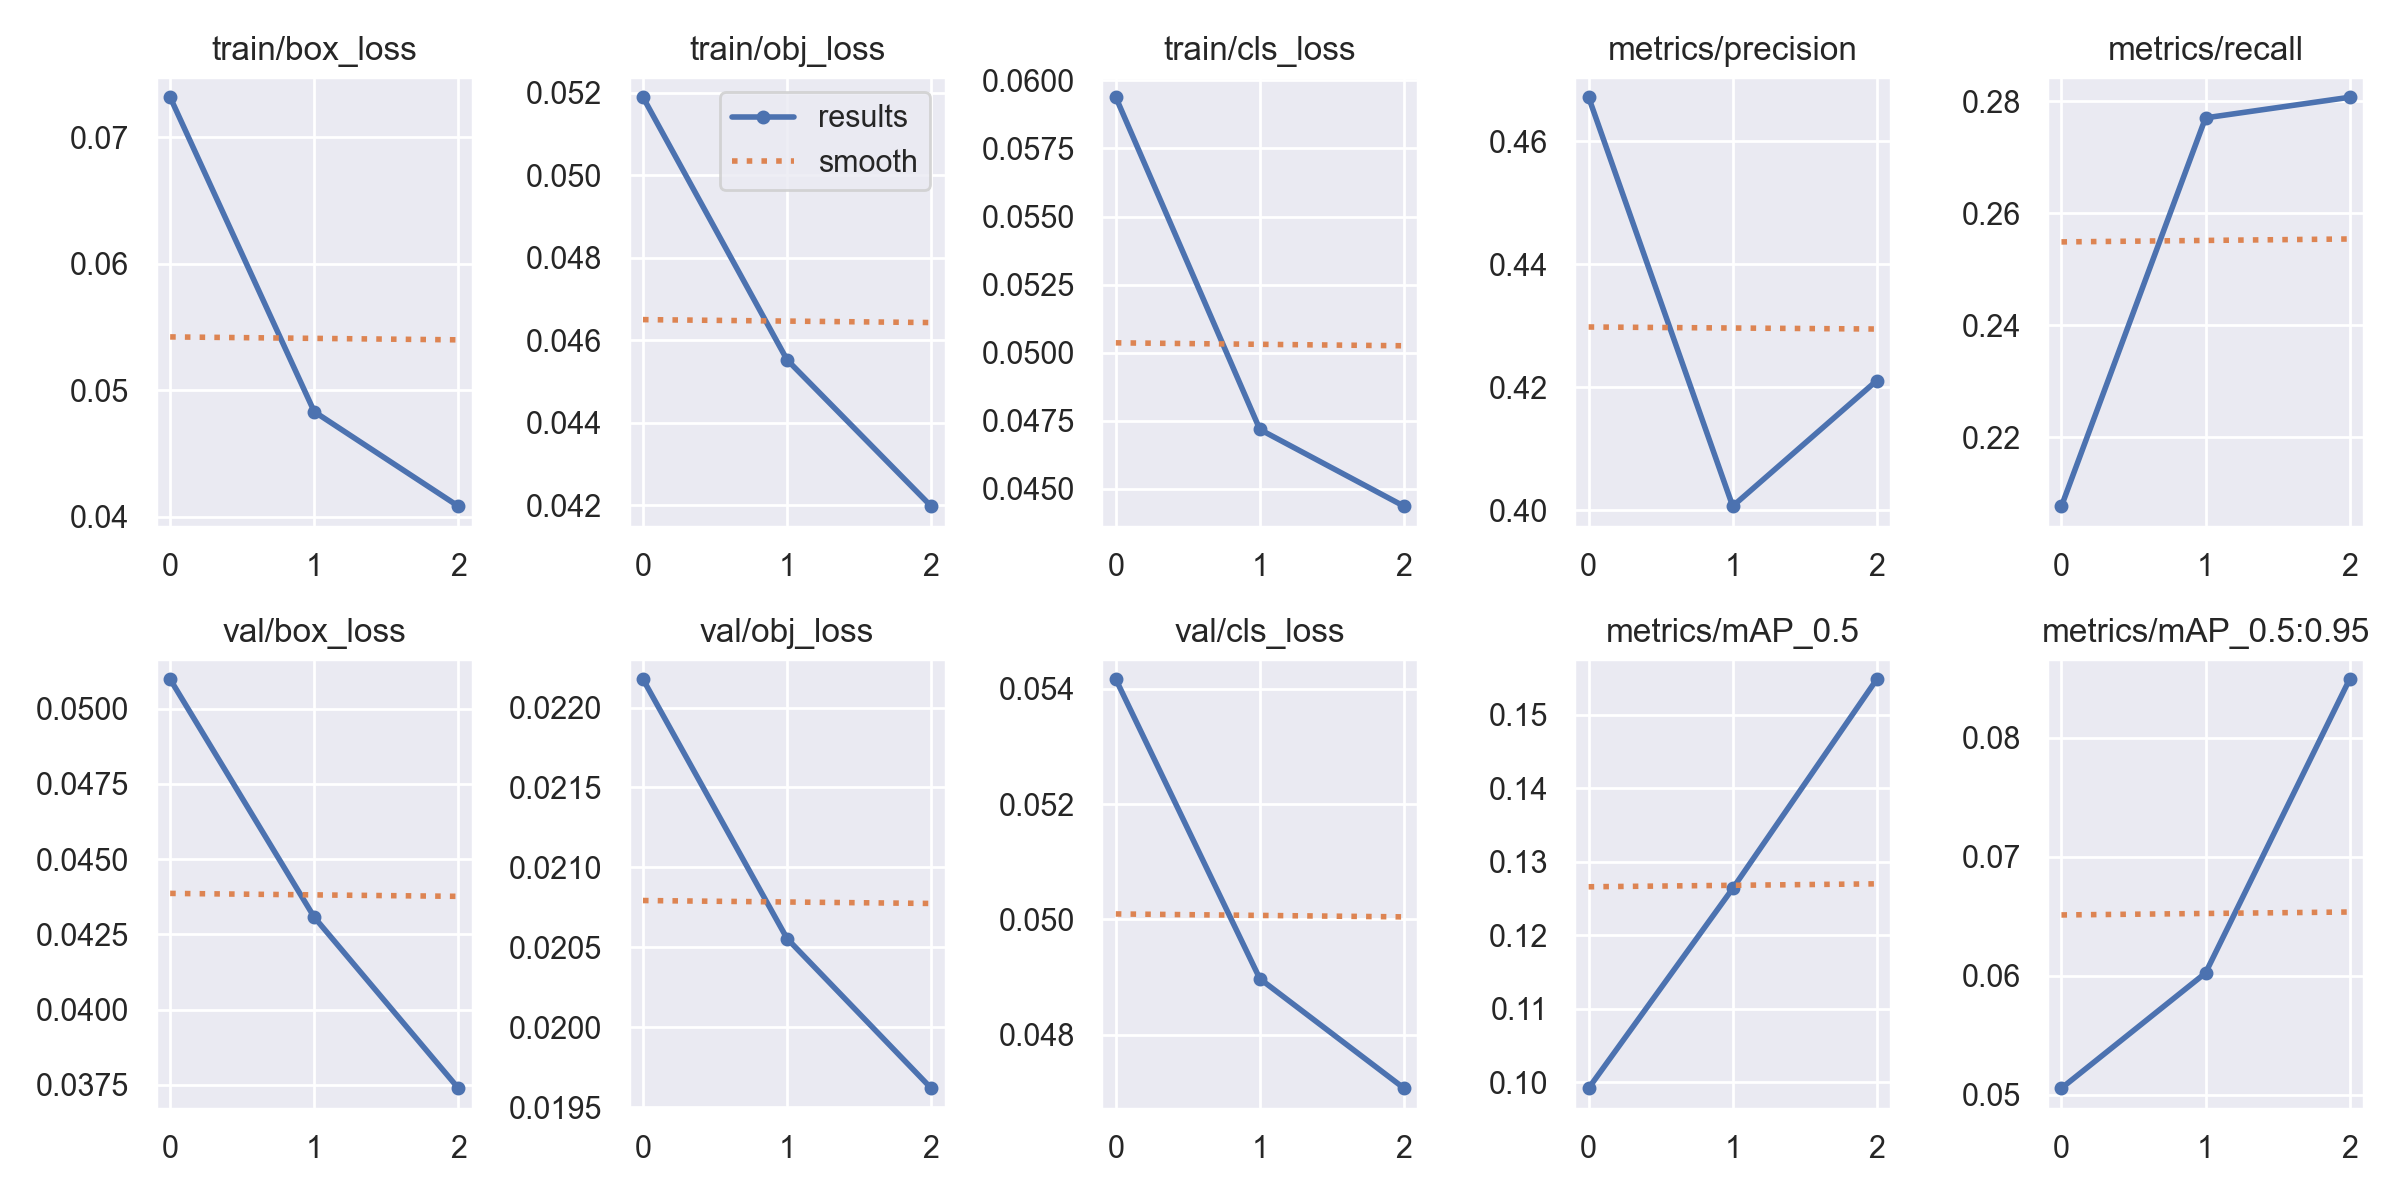 train/box_loss
0.07
0.06
0.05
0.04
0 1 2
train/obj_loss
0.052
0.050
0.048
0.046
0.044
0.042
results
smooth
0 1 2
train/cls_loss
0.0600
0.0575
0.0550
0.0525
0.0500
0.0475
0.0450
0 1 2
metrics/precision
0.46
0.44
0.42
0.40
0 1 2
metrics/recall
0.28
0.26
0.24
0.22
0 1 2
val/box_loss
0.0500
0.0475
0.0450
0.0425
0.0400
0.0375
0 1 2
val/obj_loss
0.0220
0.0215
0.0210
0.0205
0.0200
0.0195
0 1 2
val/cls_loss
0.054
0.052
0.050
0.048
0 1 2
metrics/mAP_0.5
0.15
0.14
0.13
0.12
0.11
0.10
0 1 2
metrics/mAP_0.5:0.95
0.08
0.07
0.06
0.05
0 1 2